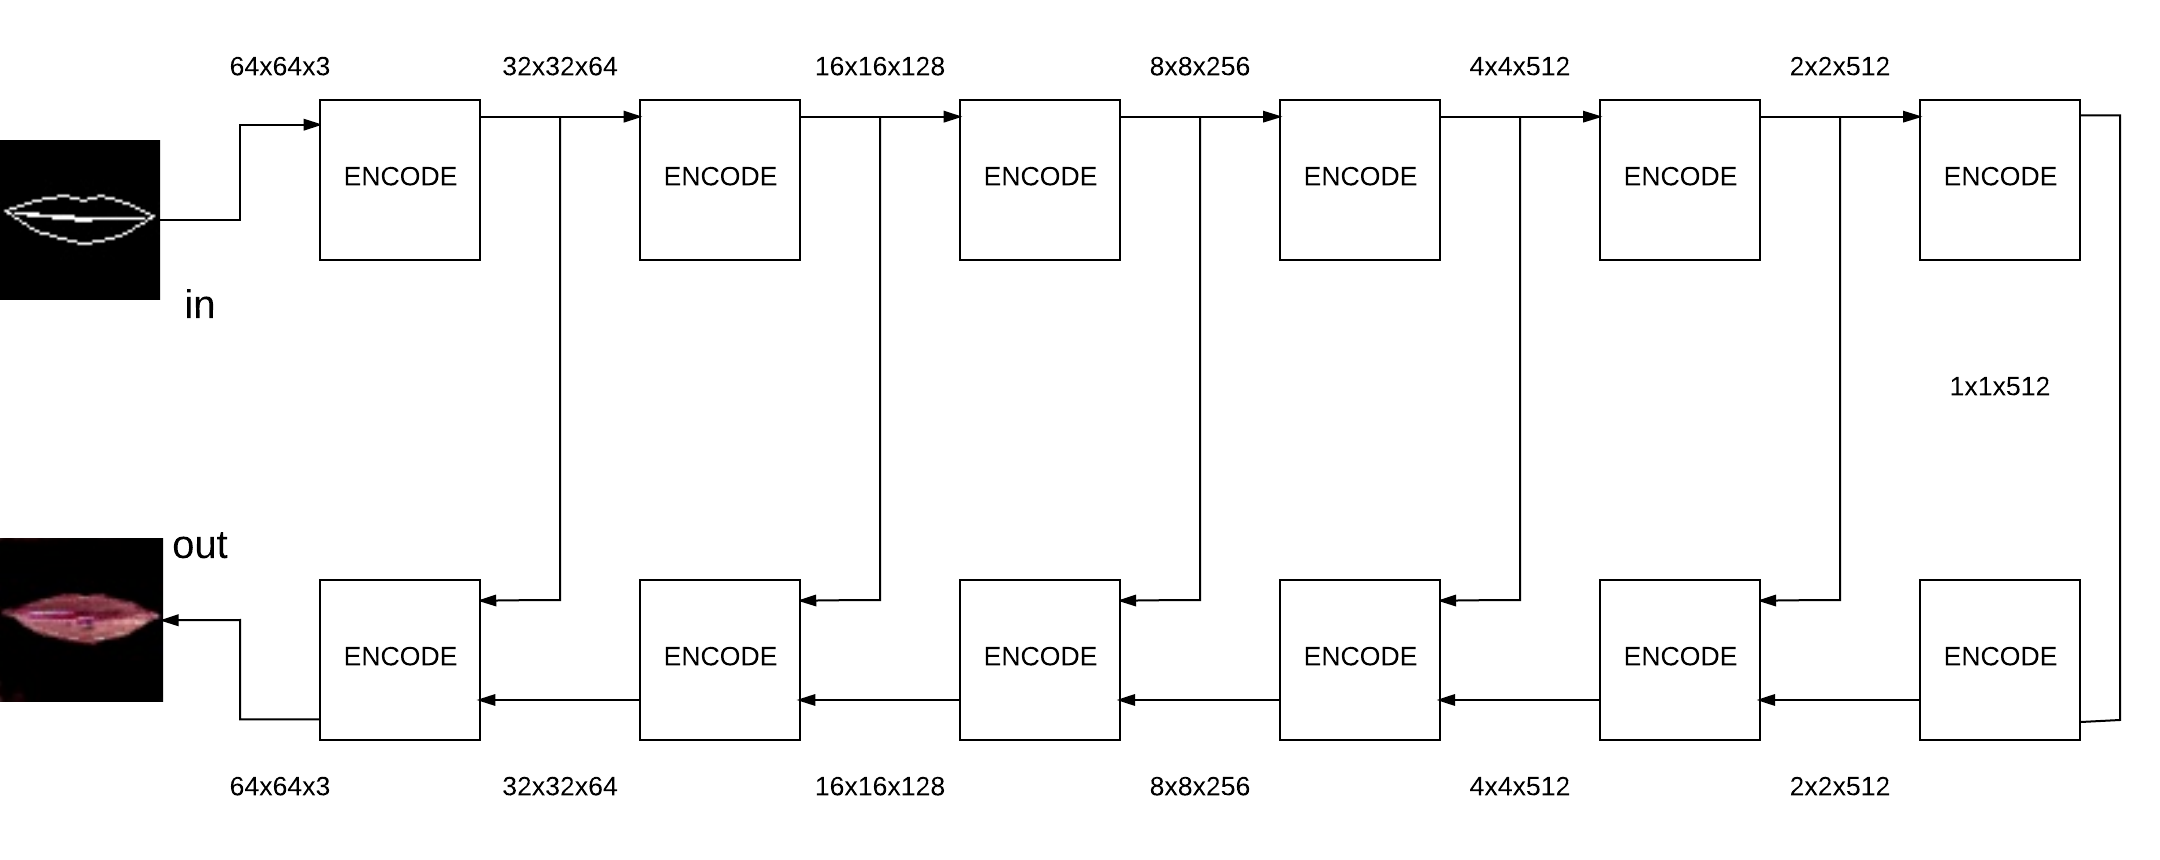 64x64x3 32x32x64 16x16x128 8x8x256 4x4x512 2x2x512
ENCODE ENCODE ENCODE ENCODE ENCODE ENCODE
in
1x1x512
out
ENCODE ENCODE ENCODE ENCODE ENCODE ENCODE
64x64x3 32x32x64 16x16x128 8x8x256 4x4x512 2x2x512